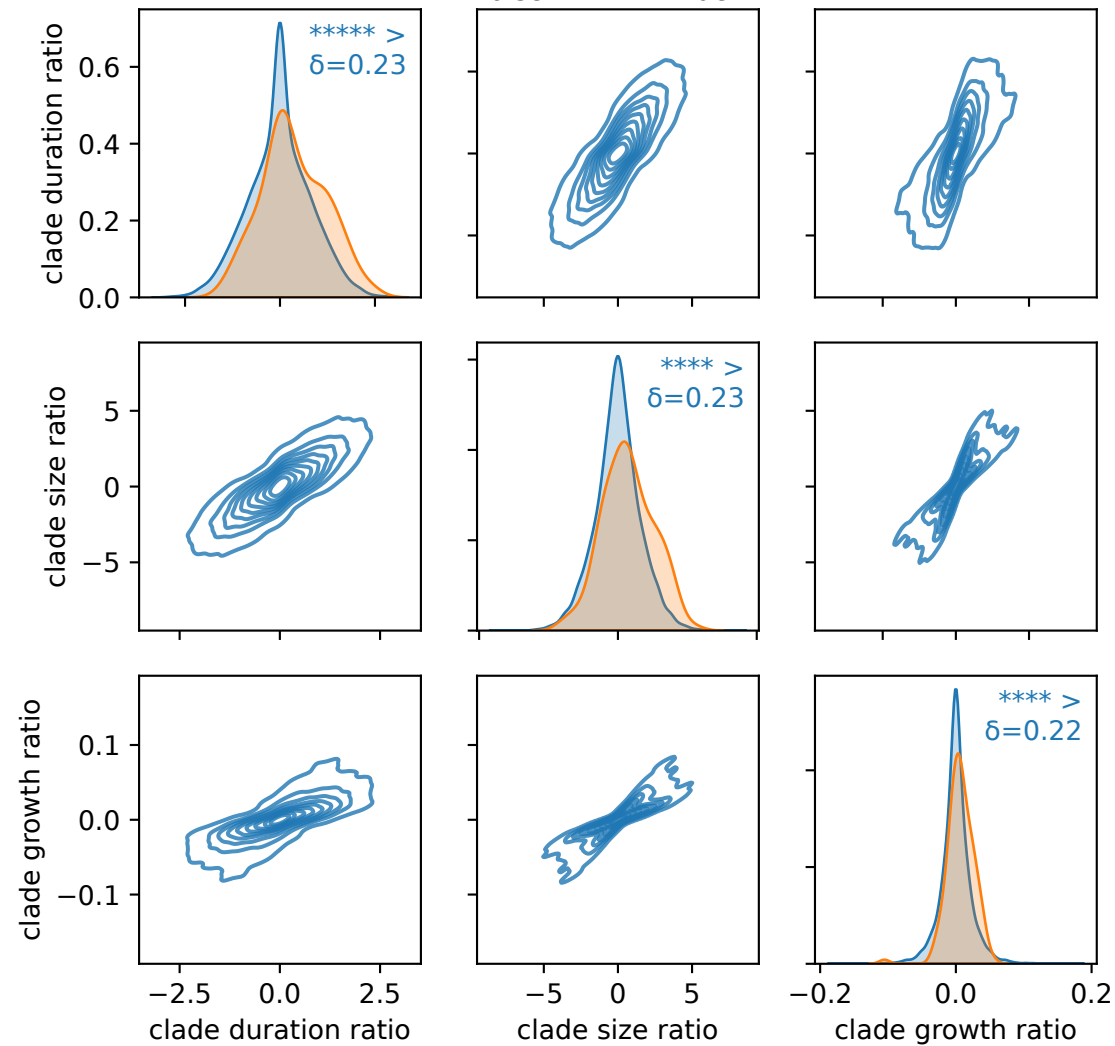 clade duration ratio
0.6
0.4
0.2
0.0
***** >
δ=0.23
clade size ratio
5
0
−5
**** >
δ=0.23
clade growth ratio
0.1
0.0
−0.1
**** >
δ=0.22
−2.5 0.0 2.5
−5 0 5
−0.2 0.0 0.2
clade duration ratio
clade size ratio
clade growth ratio